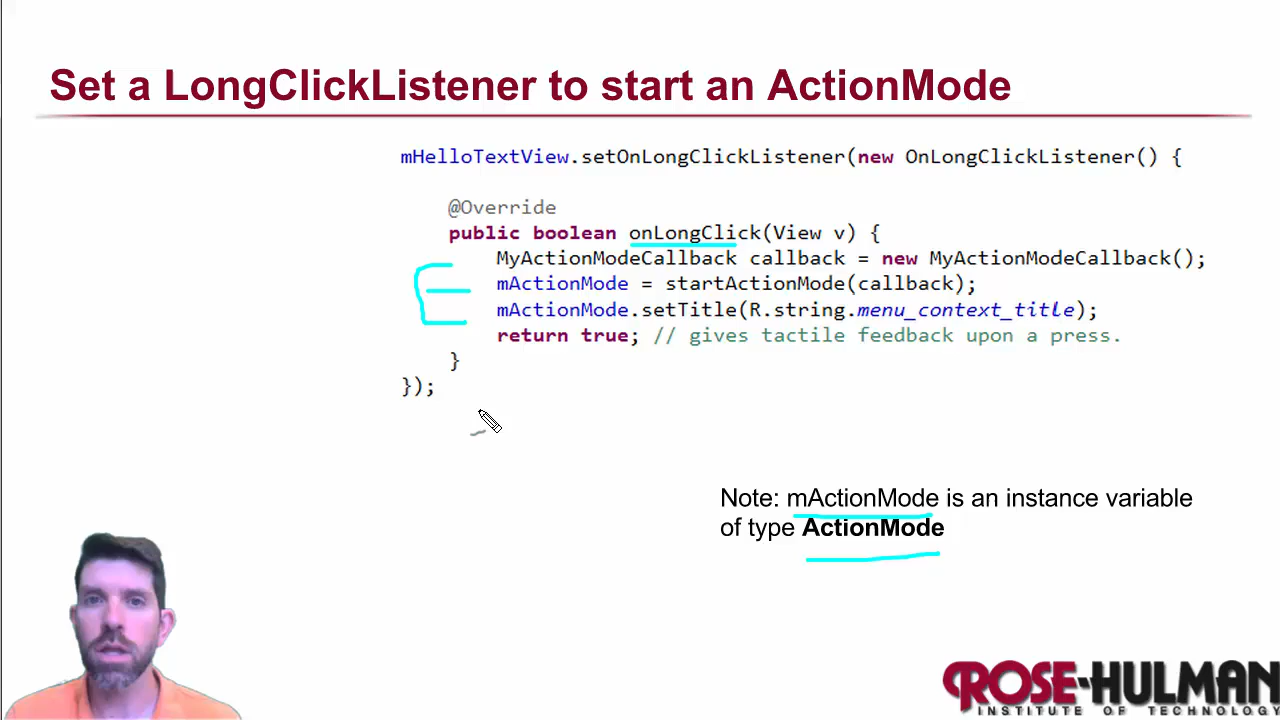 Set a LongClickListener to start an ActionMode
mHelloTextView.setOnLongClickListener(new OnLongClickListener() {
@Override
public boolean onLongClick(View v) {
MyActionModeCallback callback = new MyActionModeCallback();
mActionMode = startActionMode(callback);
mActionMode.setTitle(R.string.menu_context_title);
return true; // gives tactile feedback upon a press.
}
});
Note: mActionMode is an instance variable
of type ActionMode
ROSE-HULMAN
INSTITUTE OF TECHNOLOGY